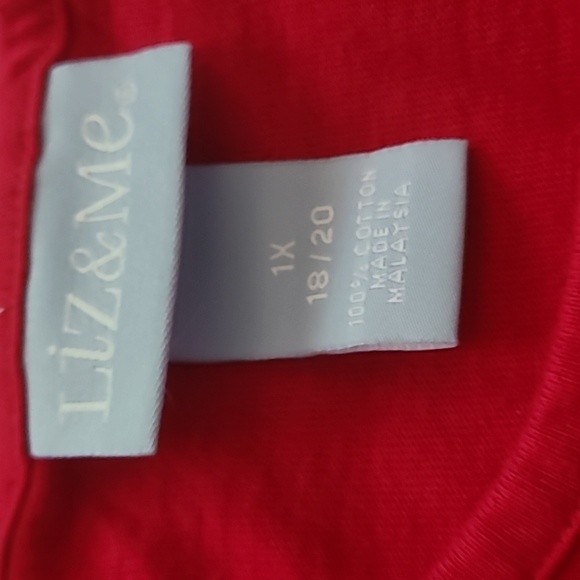 Liz&Me®
1X
18/20
100% COTTON
MADE IN
MALAYSIA